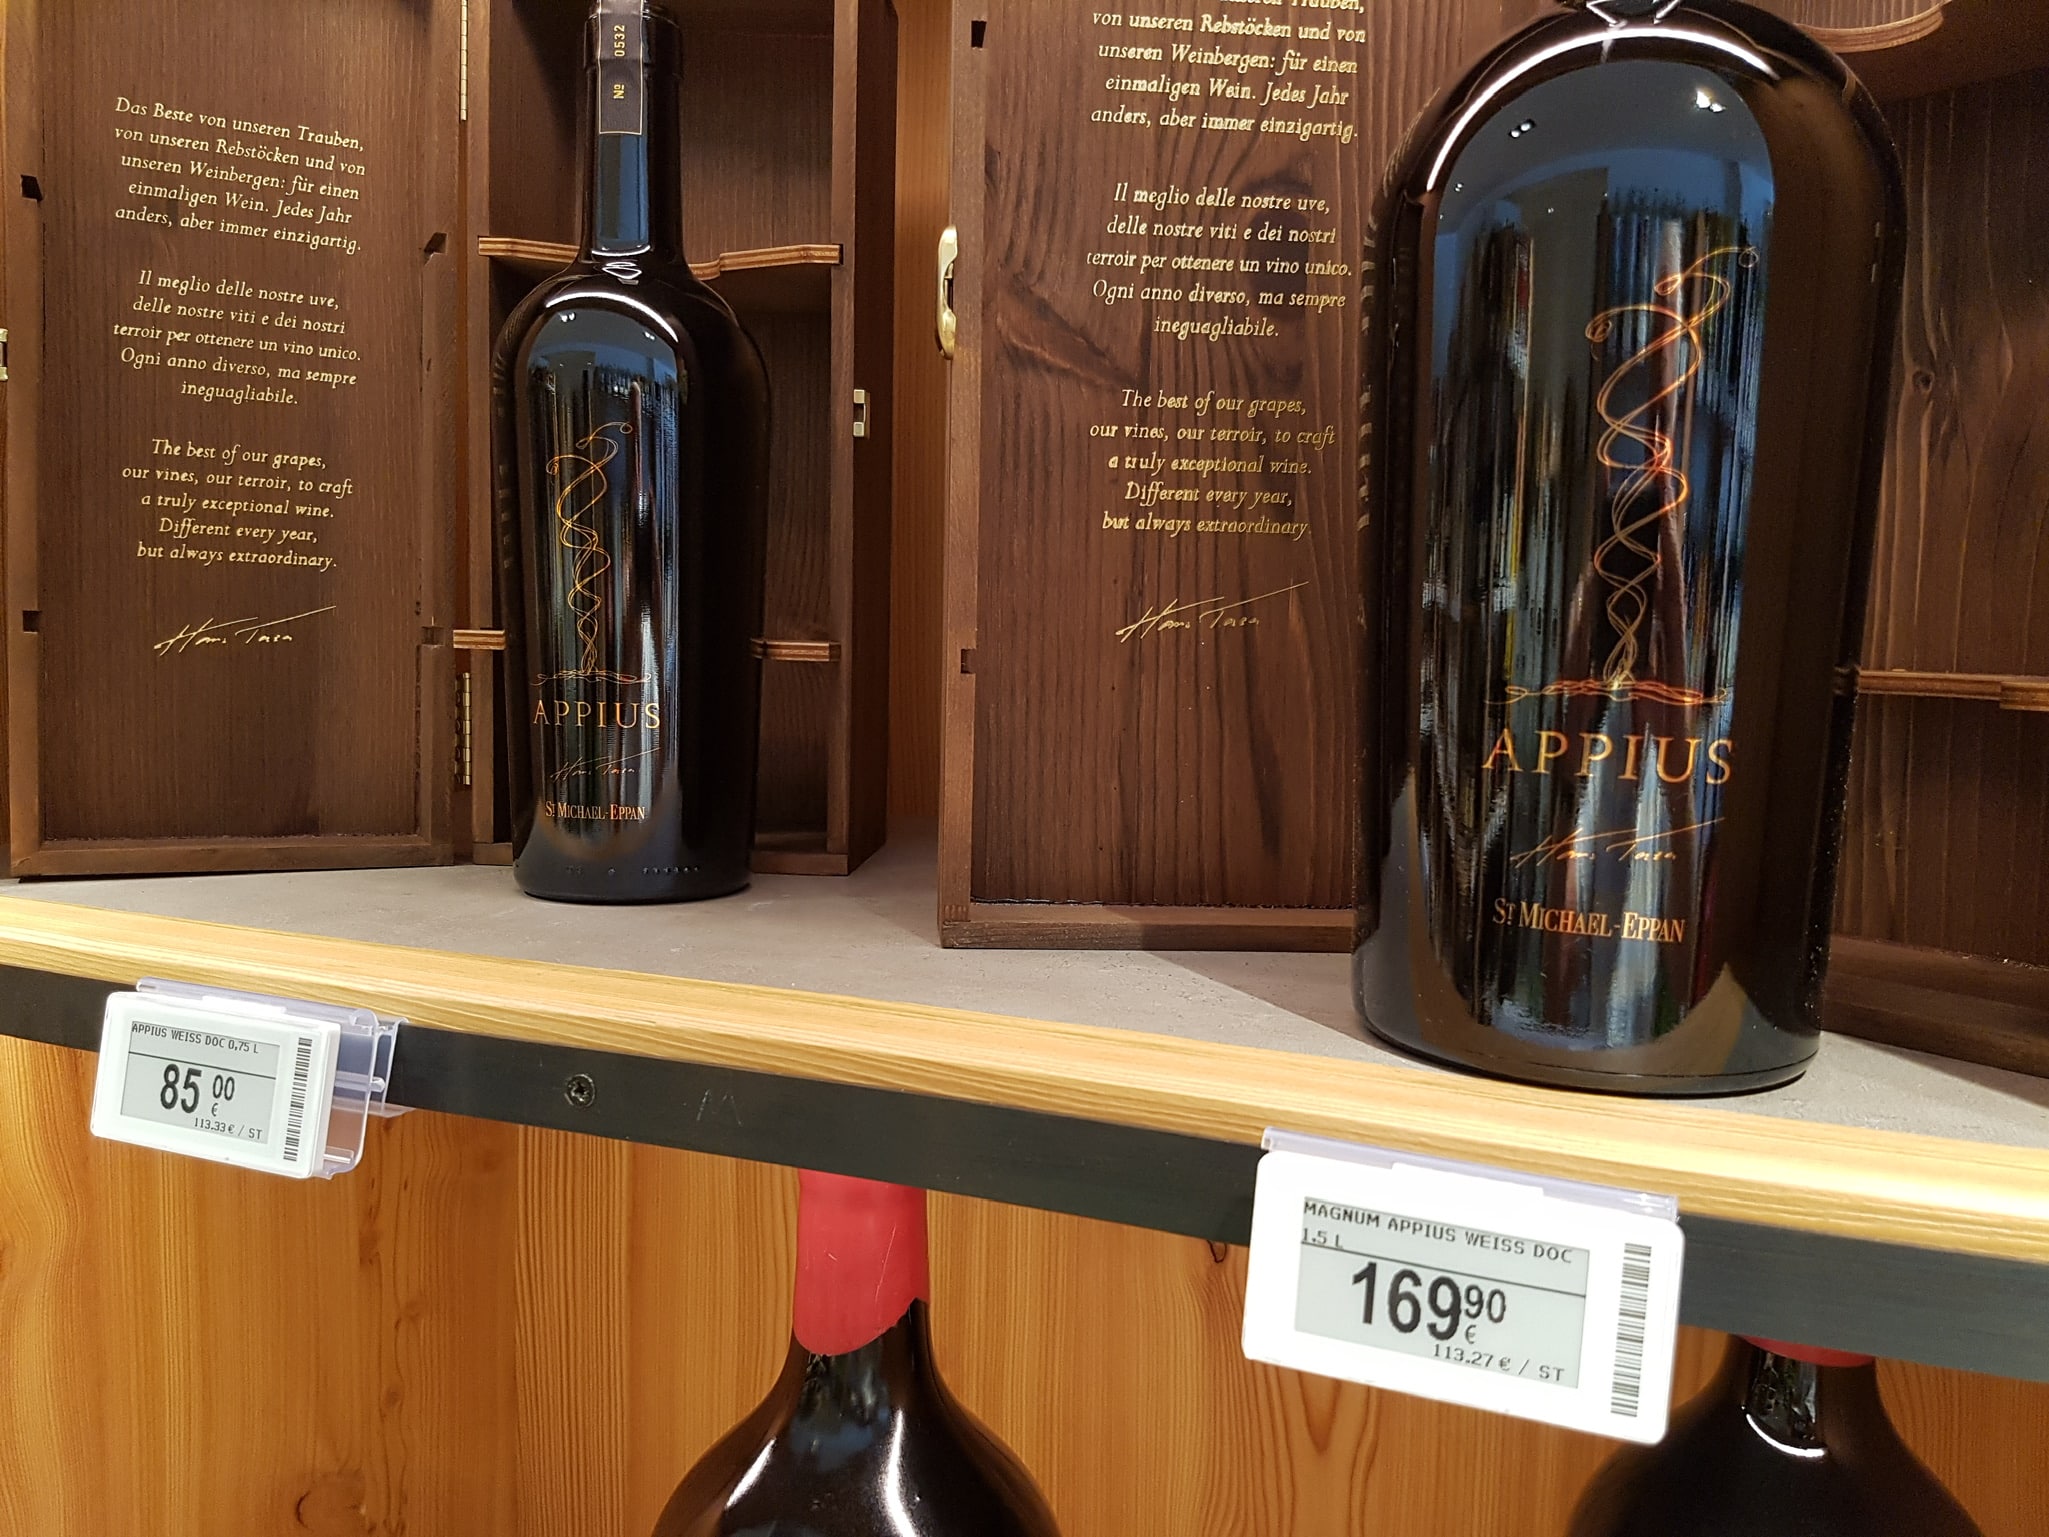 Das Beste von unseren Trauben,
von unseren Rebstöcken und von
unseren Weinbergen: für einen
einmaligen Wein. Jedes Jahr
anders, aber immer einzigartig.
Il meglio delle nostre uve,
delle nostre viti e dei nostri
terroir per ottenere un vino unico.
Ogni anno diverso, ma sempre
ineguagliabile.
The best of our grapes,
our vines, our terroir, to craft
a truly exceptional wine.
Different every year,
but always extraordinary.
Nº 0532
APPIUS
ST MICHAEL-EPPAN
unseren Trauben,
von unseren Rebstöcken und von
unseren Weinbergen: für einen
einmaligen Wein. Jedes Jahr
anders, aber immer einzigartig.
Il meglio delle nostre uve,
delle nostre viti e dei nostri
terroir per ottenere un vino unico.
Ogni anno diverso, ma sempre
ineguagliabile.
The best of our grapes,
our vines, our terroir, to craft
a truly exceptional wine.
Different every year,
but always extraordinary.
APPIUS
ST MICHAEL-EPPAN
APPIUS WEISS DOC 0,75 L
85 00
€
113.33 € / ST
MAGNUM APPIUS WEISS DOC
1.5 L
169 90
€
113.27 € / ST